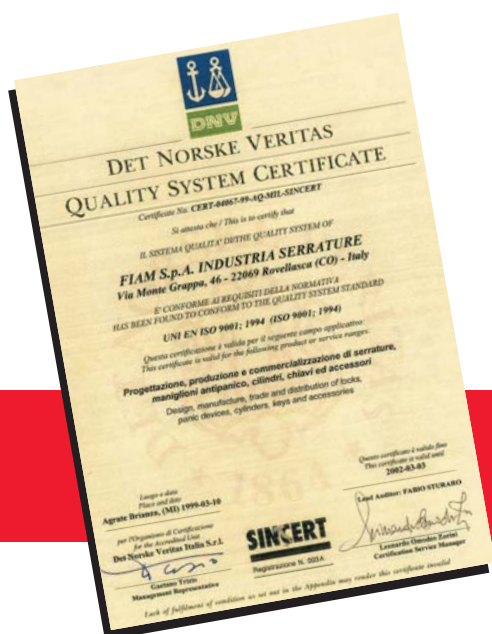 DNV
DET NORSKE VERITAS
QUALITY SYSTEM CERTIFICATE
Certificate No. CERT-04067-99-AQ-MIL-SINCERT
Si attesta che / This is to certify that
IL SISTEMA QUALITA' DI/THE QUALITY SYSTEM OF
FIAM S.p.A. INDUSTRIA SERRATURE
Via Monte Grappa, 46 - 22069 Rovellasca (CO) - Italy
E' CONFORME AI REQUISITI DELLA NORMATIVA
HAS BEEN FOUND TO CONFORM TO THE QUALITY SYSTEM STANDARD
UNI EN ISO 9001; 1994 (ISO 9001; 1994)
Questa certificazione è valida per il seguente campo applicativo:
This certificate is valid for the following product or service ranges:
Progettazione, produzione e commercializzazione di serrature,
maniglioni antipanico, cilindri, chiavi ed accessori
Design, manufacture, trade and distribution of locks,
panic devices, cylinders, keys and accessories
Luogo e data
Place and date
Agrate Brianza, (MI) 1999-03-10
per l'Organismo di Certificazione
for the Accredited Unit
Det Norske Veritas Italia S.r.l.
Gaetano Trizio
Management Representative
SINCERT
Registrazione N. 003A
Questo certificato è valido fino
This certificate is valid until
2002-03-03
Lead Auditor: FABIO STURARO
Leonardo Omodeo Zorini
Certification Service Manager
Lack of fulfilment of condition as set out in the Appendix may render this certificate invalid